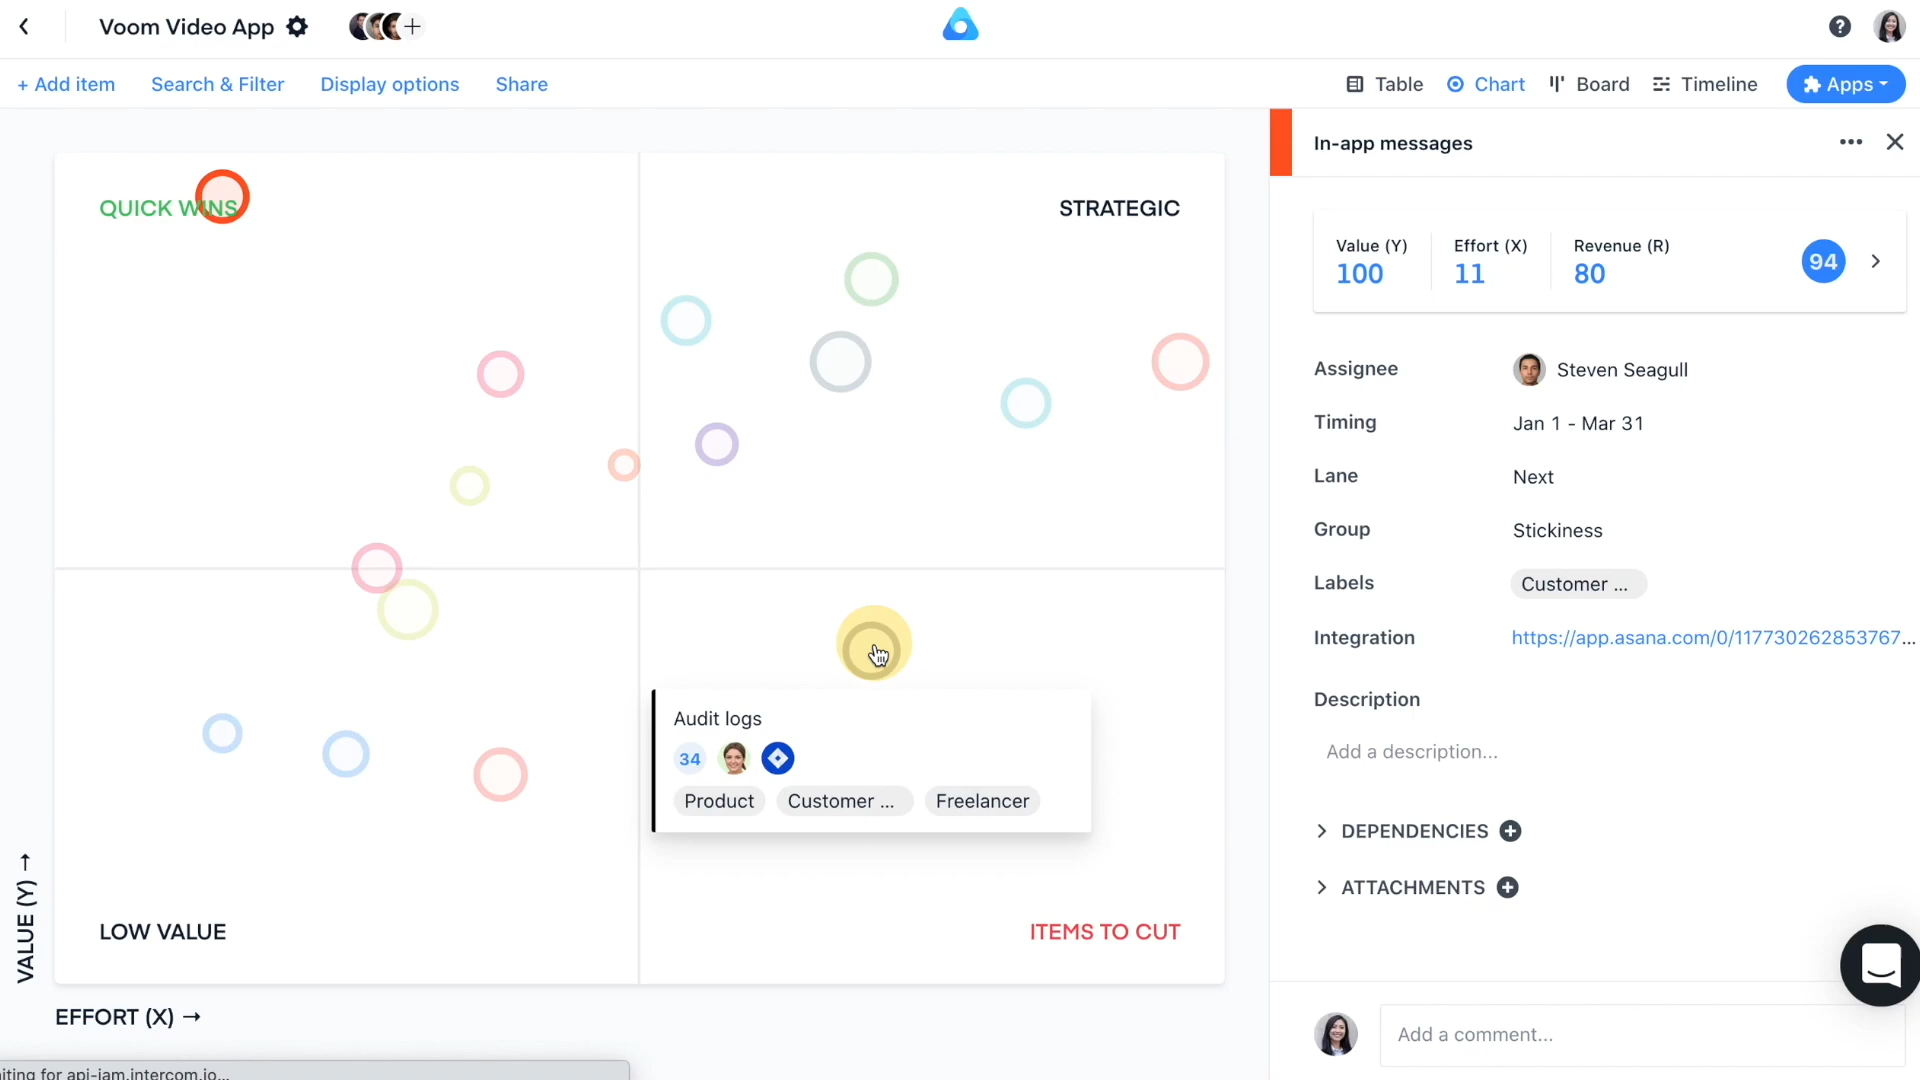 Voom Video App
+ Add item
Search & Filter
Display options
Share
Table
Chart
Board
Timeline
Apps
QUICK WINS
STRATEGIC
LOW VALUE
ITEMS TO CUT
VALUE (Y) →
EFFORT (X) →
Audit logs
34
Product
Customer ...
Freelancer
In-app messages
Value (Y)
100
Effort (X)
11
Revenue (R)
80
94
Assignee
Steven Seagull
Timing
Jan 1 - Mar 31
Lane
Next
Group
Stickiness
Labels
Customer ...
Integration
https://app.asana.com/0/117730262853767...
Description
Add a description...
DEPENDENCIES
ATTACHMENTS
Add a comment...
iting for api-iam.intercom.io...